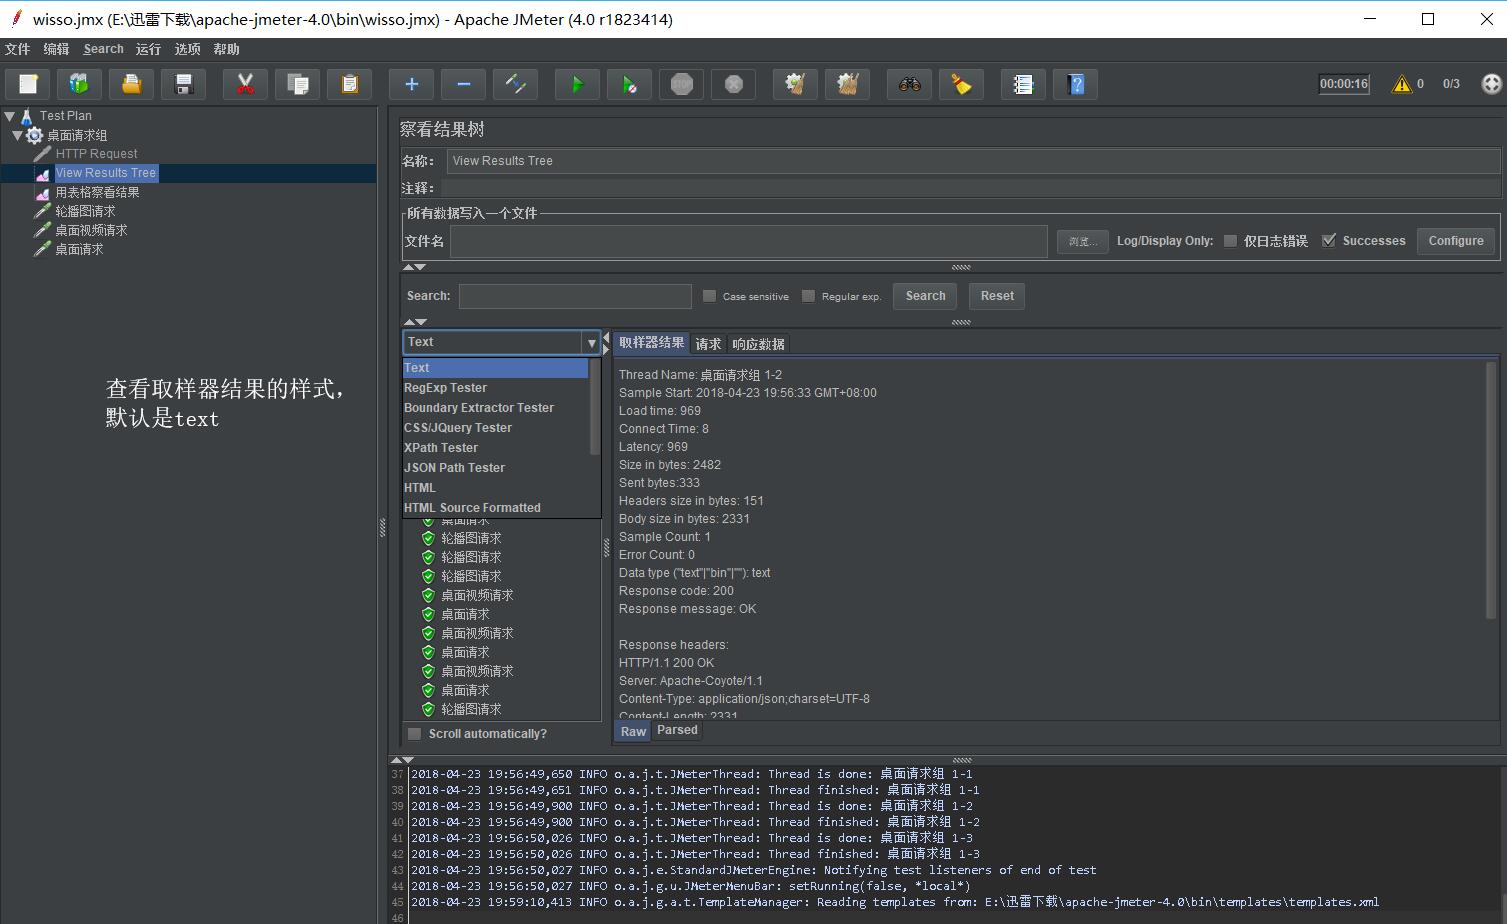 wisso.jmx (E:\迅雷下载\apache-jmeter-4.0\bin\wisso.jmx) - Apache JMeter (4.0 r1823414)
文件 编辑 Search 运行 选项 帮助
STOP
00:00:16 0 0/3
Test Plan
桌面请求组
HTTP Request
View Results Tree
用表格察看结果
轮播图请求
桌面视频请求
桌面请求
查看取样器结果的样式，
默认是text
察看结果树
名称： View Results Tree
注释：
所有数据写入一个文件
文件名 浏览... Log/Display Only: 仅日志错误 Successes Configure
Search: Case sensitive Regular exp. Search Reset
Text
Text
RegExp Tester
Boundary Extractor Tester
CSS/JQuery Tester
XPath Tester
JSON Path Tester
HTML
HTML Source Formatted
桌面请求
轮播图请求
轮播图请求
轮播图请求
桌面视频请求
桌面请求
桌面视频请求
桌面请求
桌面视频请求
桌面请求
轮播图请求
Scroll automatically?
取样器结果 请求 响应数据
Thread Name: 桌面请求组 1-2
Sample Start: 2018-04-23 19:56:33 GMT+08:00
Load time: 969
Connect Time: 8
Latency: 969
Size in bytes: 2482
Sent bytes:333
Headers size in bytes: 151
Body size in bytes: 2331
Sample Count: 1
Error Count: 0
Data type ("text"|"bin"|""): text
Response code: 200
Response message: OK
Response headers:
HTTP/1.1 200 OK
Server: Apache-Coyote/1.1
Content-Type: application/json;charset=UTF-8
Content-Length: 2331
Raw Parsed
37 2018-04-23 19:56:49,650 INFO o.a.j.t.JMeterThread: Thread is done: 桌面请求组 1-1
38 2018-04-23 19:56:49,651 INFO o.a.j.t.JMeterThread: Thread finished: 桌面请求组 1-1
39 2018-04-23 19:56:49,900 INFO o.a.j.t.JMeterThread: Thread is done: 桌面请求组 1-2
40 2018-04-23 19:56:49,900 INFO o.a.j.t.JMeterThread: Thread finished: 桌面请求组 1-2
41 2018-04-23 19:56:50,026 INFO o.a.j.t.JMeterThread: Thread is done: 桌面请求组 1-3
42 2018-04-23 19:56:50,026 INFO o.a.j.t.JMeterThread: Thread finished: 桌面请求组 1-3
43 2018-04-23 19:56:50,027 INFO o.a.j.e.StandardJMeterEngine: Notifying test listeners of end of test
44 2018-04-23 19:56:50,027 INFO o.a.j.g.u.JMeterMenuBar: setRunning(false, *local*)
45 2018-04-23 19:59:10,413 INFO o.a.j.g.a.t.TemplateManager: Reading templates from: E:\迅雷下载\apache-jmeter-4.0\bin\templates\templates.xml
46